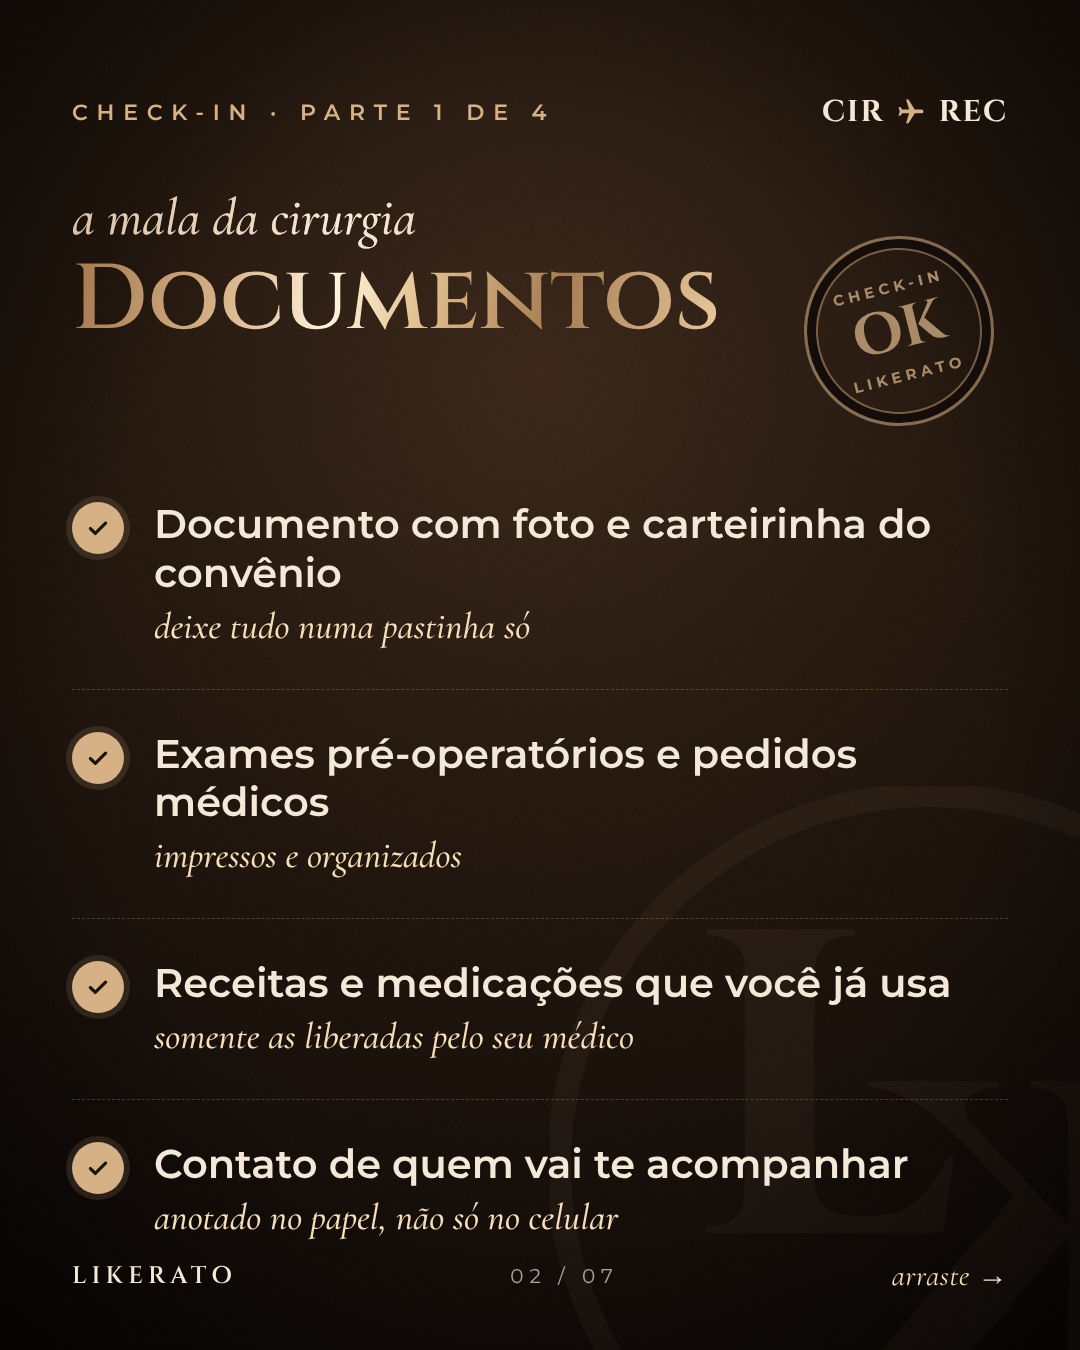 CHECK-IN · PARTE 1 DE 4
CIR ✈ REC
a mala da cirurgia
DOCUMENTOS
CHECK-IN
OK
LIKERATO
Documento com foto e carteirinha do
convênio
deixe tudo numa pastinha só
Exames pré-operatórios e pedidos
médicos
impressos e organizados
Receitas e medicações que você já usa
somente as liberadas pelo seu médico
Contato de quem vai te acompanhar
anotado no papel, não só no celular
LIKERATO
02 / 07
arraste →